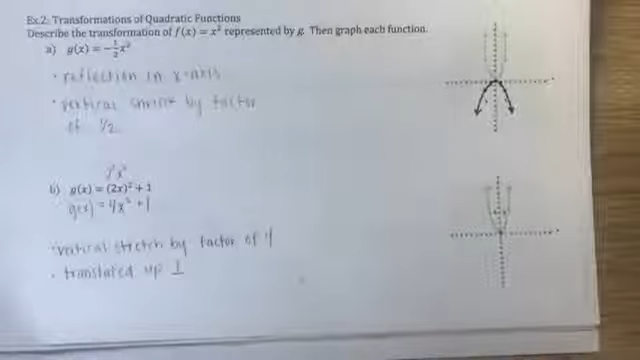 Ex.2: Transformations of Quadratic Functions
Describe the transformation of f(x) = x² represented by g. Then graph each function.
a) g(x) = -½x²
· reflection in x-axis
· vertical shrink by factor
of 1/2
b) g(x) = (2x)² + 1
g(x) = 4x² + 1
· vertical stretch by factor of 4
· translated up 1